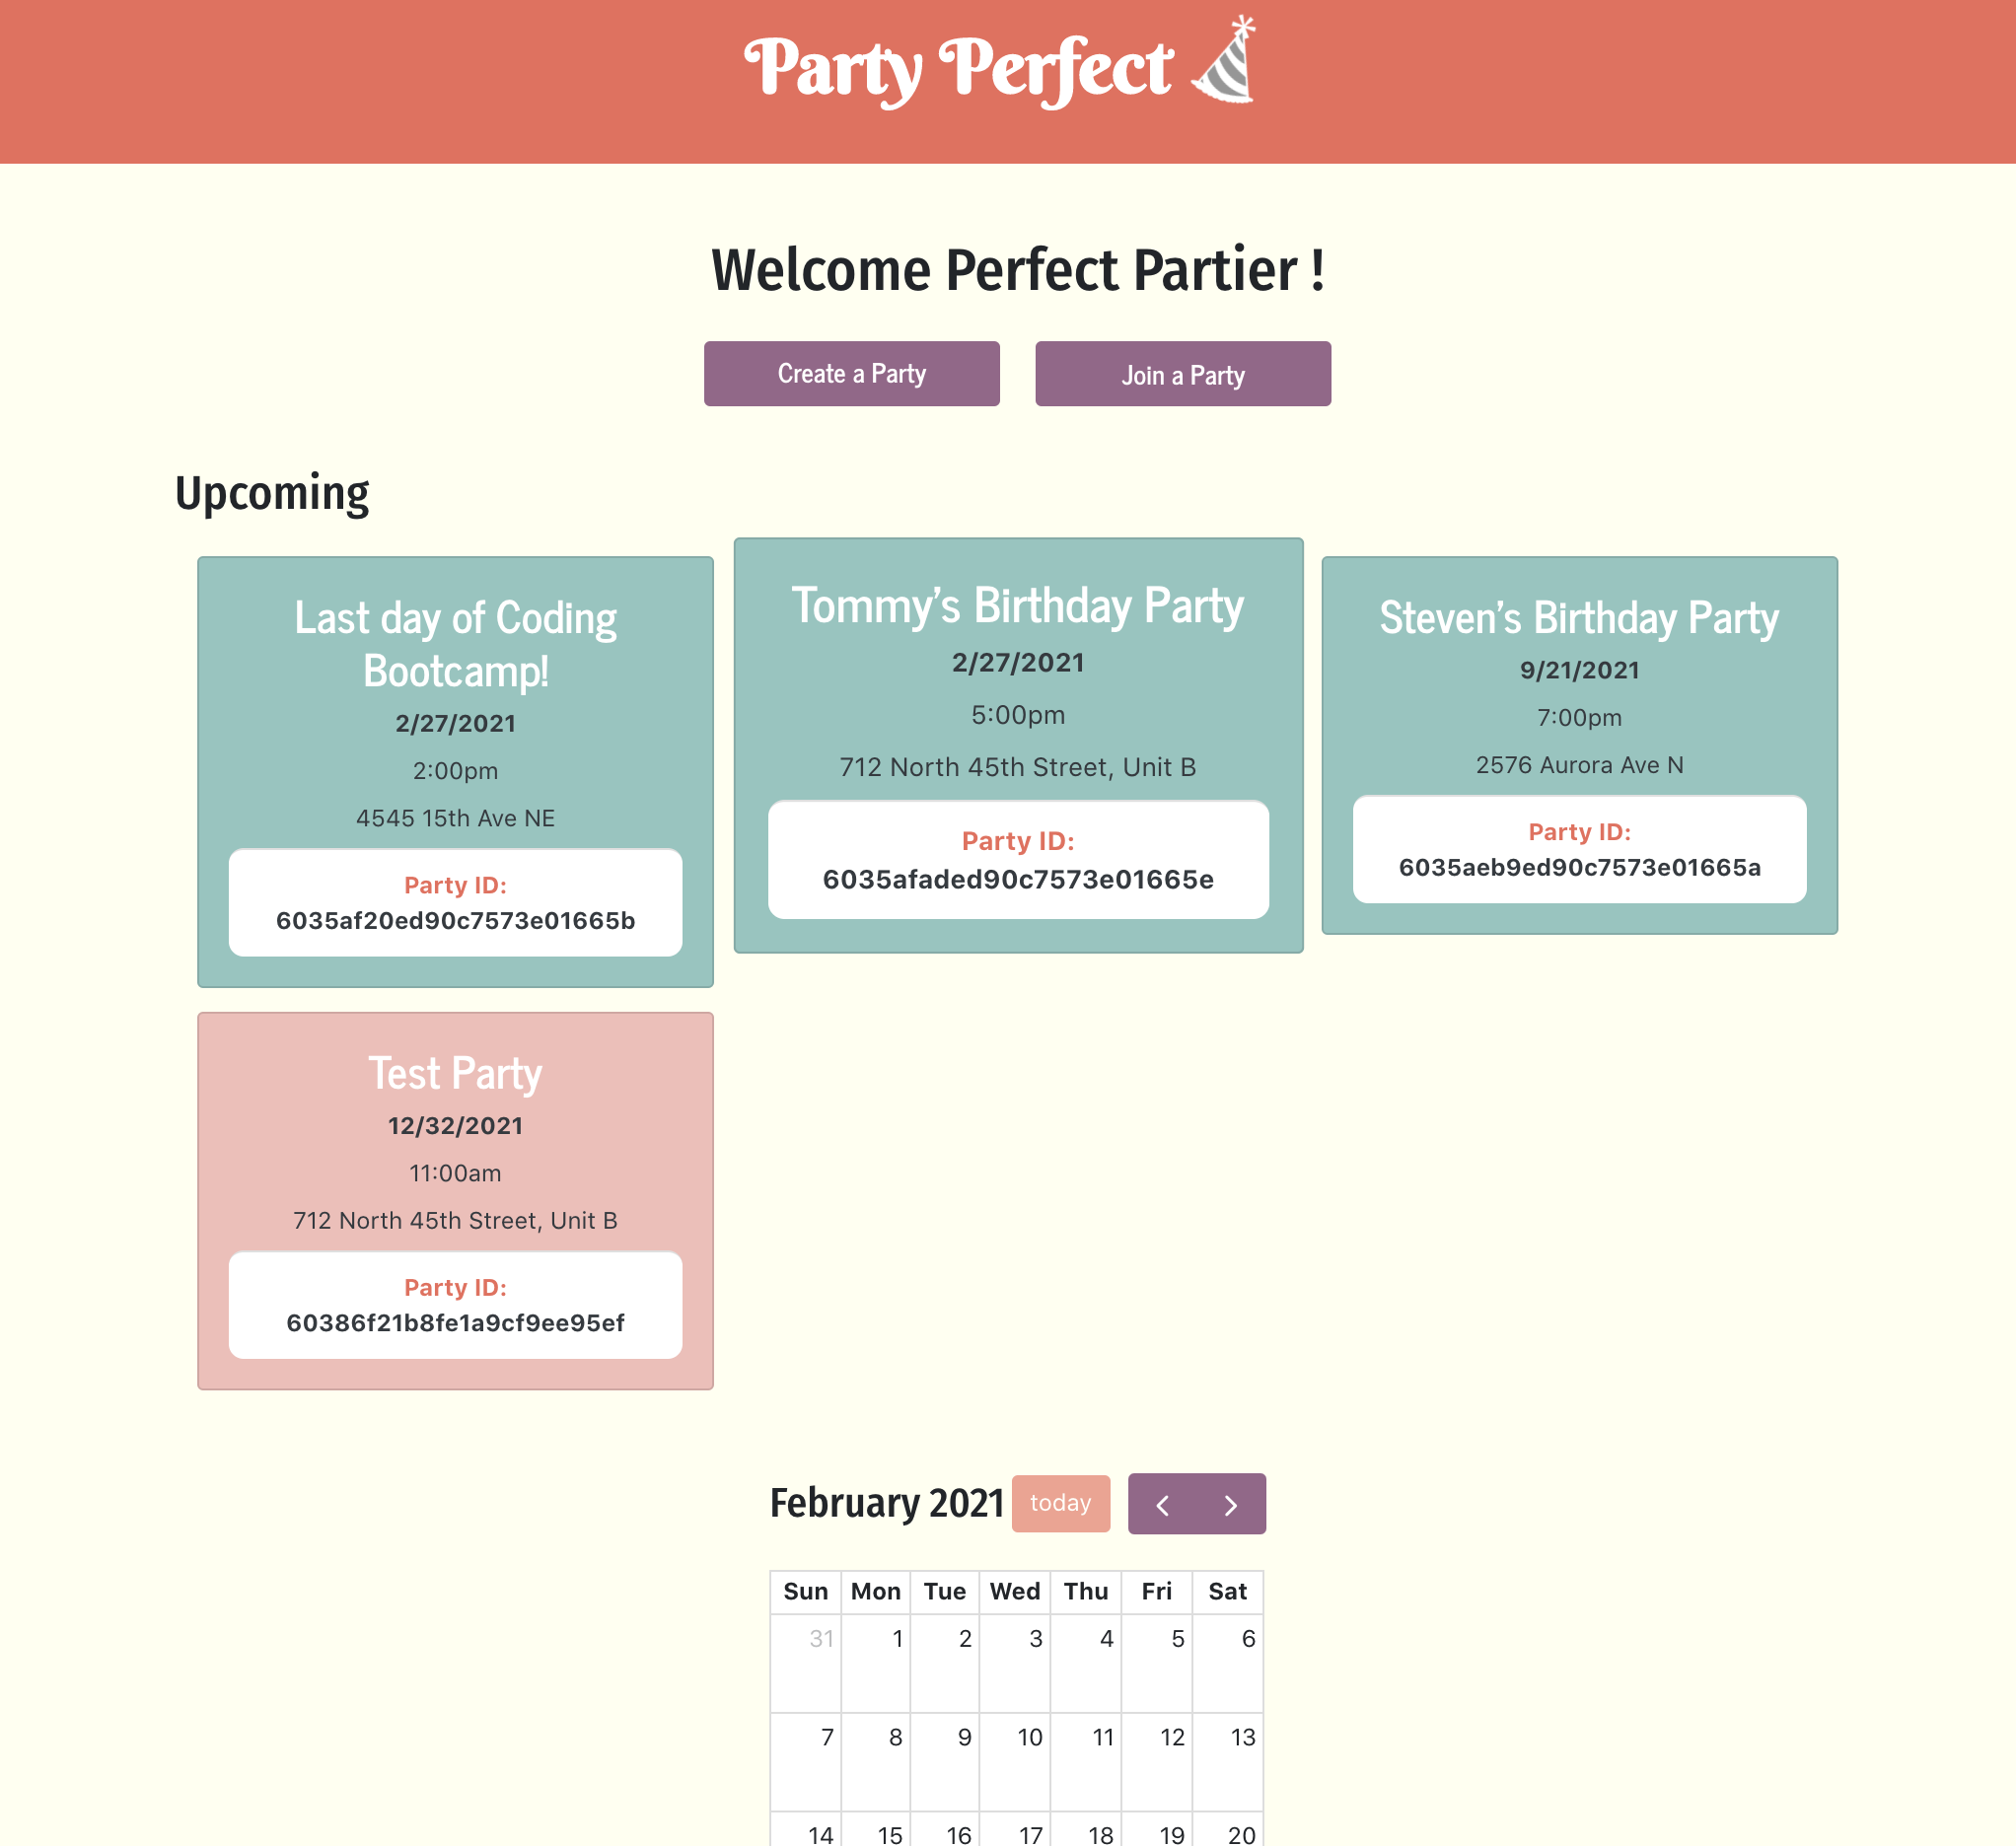 Party Perfect
Welcome Perfect Partier !
Create a Party
Join a Party
Upcoming
Last day of Coding
Bootcamp!
2/27/2021
2:00pm
4545 15th Ave NE
Party ID:
6035af20ed90c7573e01665b
Tommy's Birthday Party
2/27/2021
5:00pm
712 North 45th Street, Unit B
Party ID:
6035afaded90c7573e01665e
Steven's Birthday Party
9/21/2021
7:00pm
2576 Aurora Ave N
Party ID:
6035aeb9ed90c7573e01665a
Test Party
12/32/2021
11:00am
712 North 45th Street, Unit B
Party ID:
60386f21b8fe1a9cf9ee95ef
February 2021 today
Sun Mon Tue Wed Thu Fri Sat
31 1 2 3 4 5 6
7 8 9 10 11 12 13
14 15 16 17 18 19 20